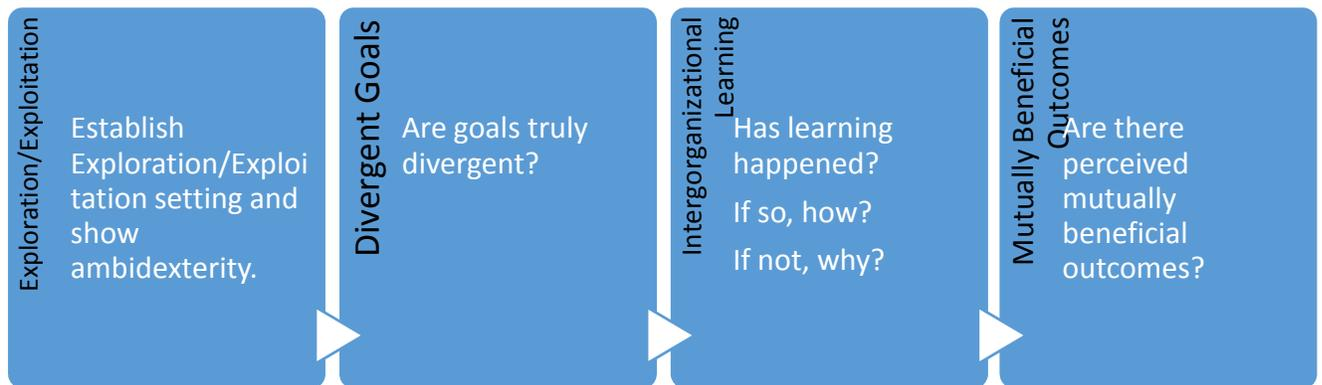 Exploration/Exploitation
Establish
Exploration/Exploi
tation setting and
show
ambidexterity.
Divergent Goals
Are goals truly
divergent?
Intergorganizational
Learning
Has learning
happened?
If so, how?
If not, why?
Mutually Beneficial
Outcomes
Are there
perceived
mutually
beneficial
outcomes?